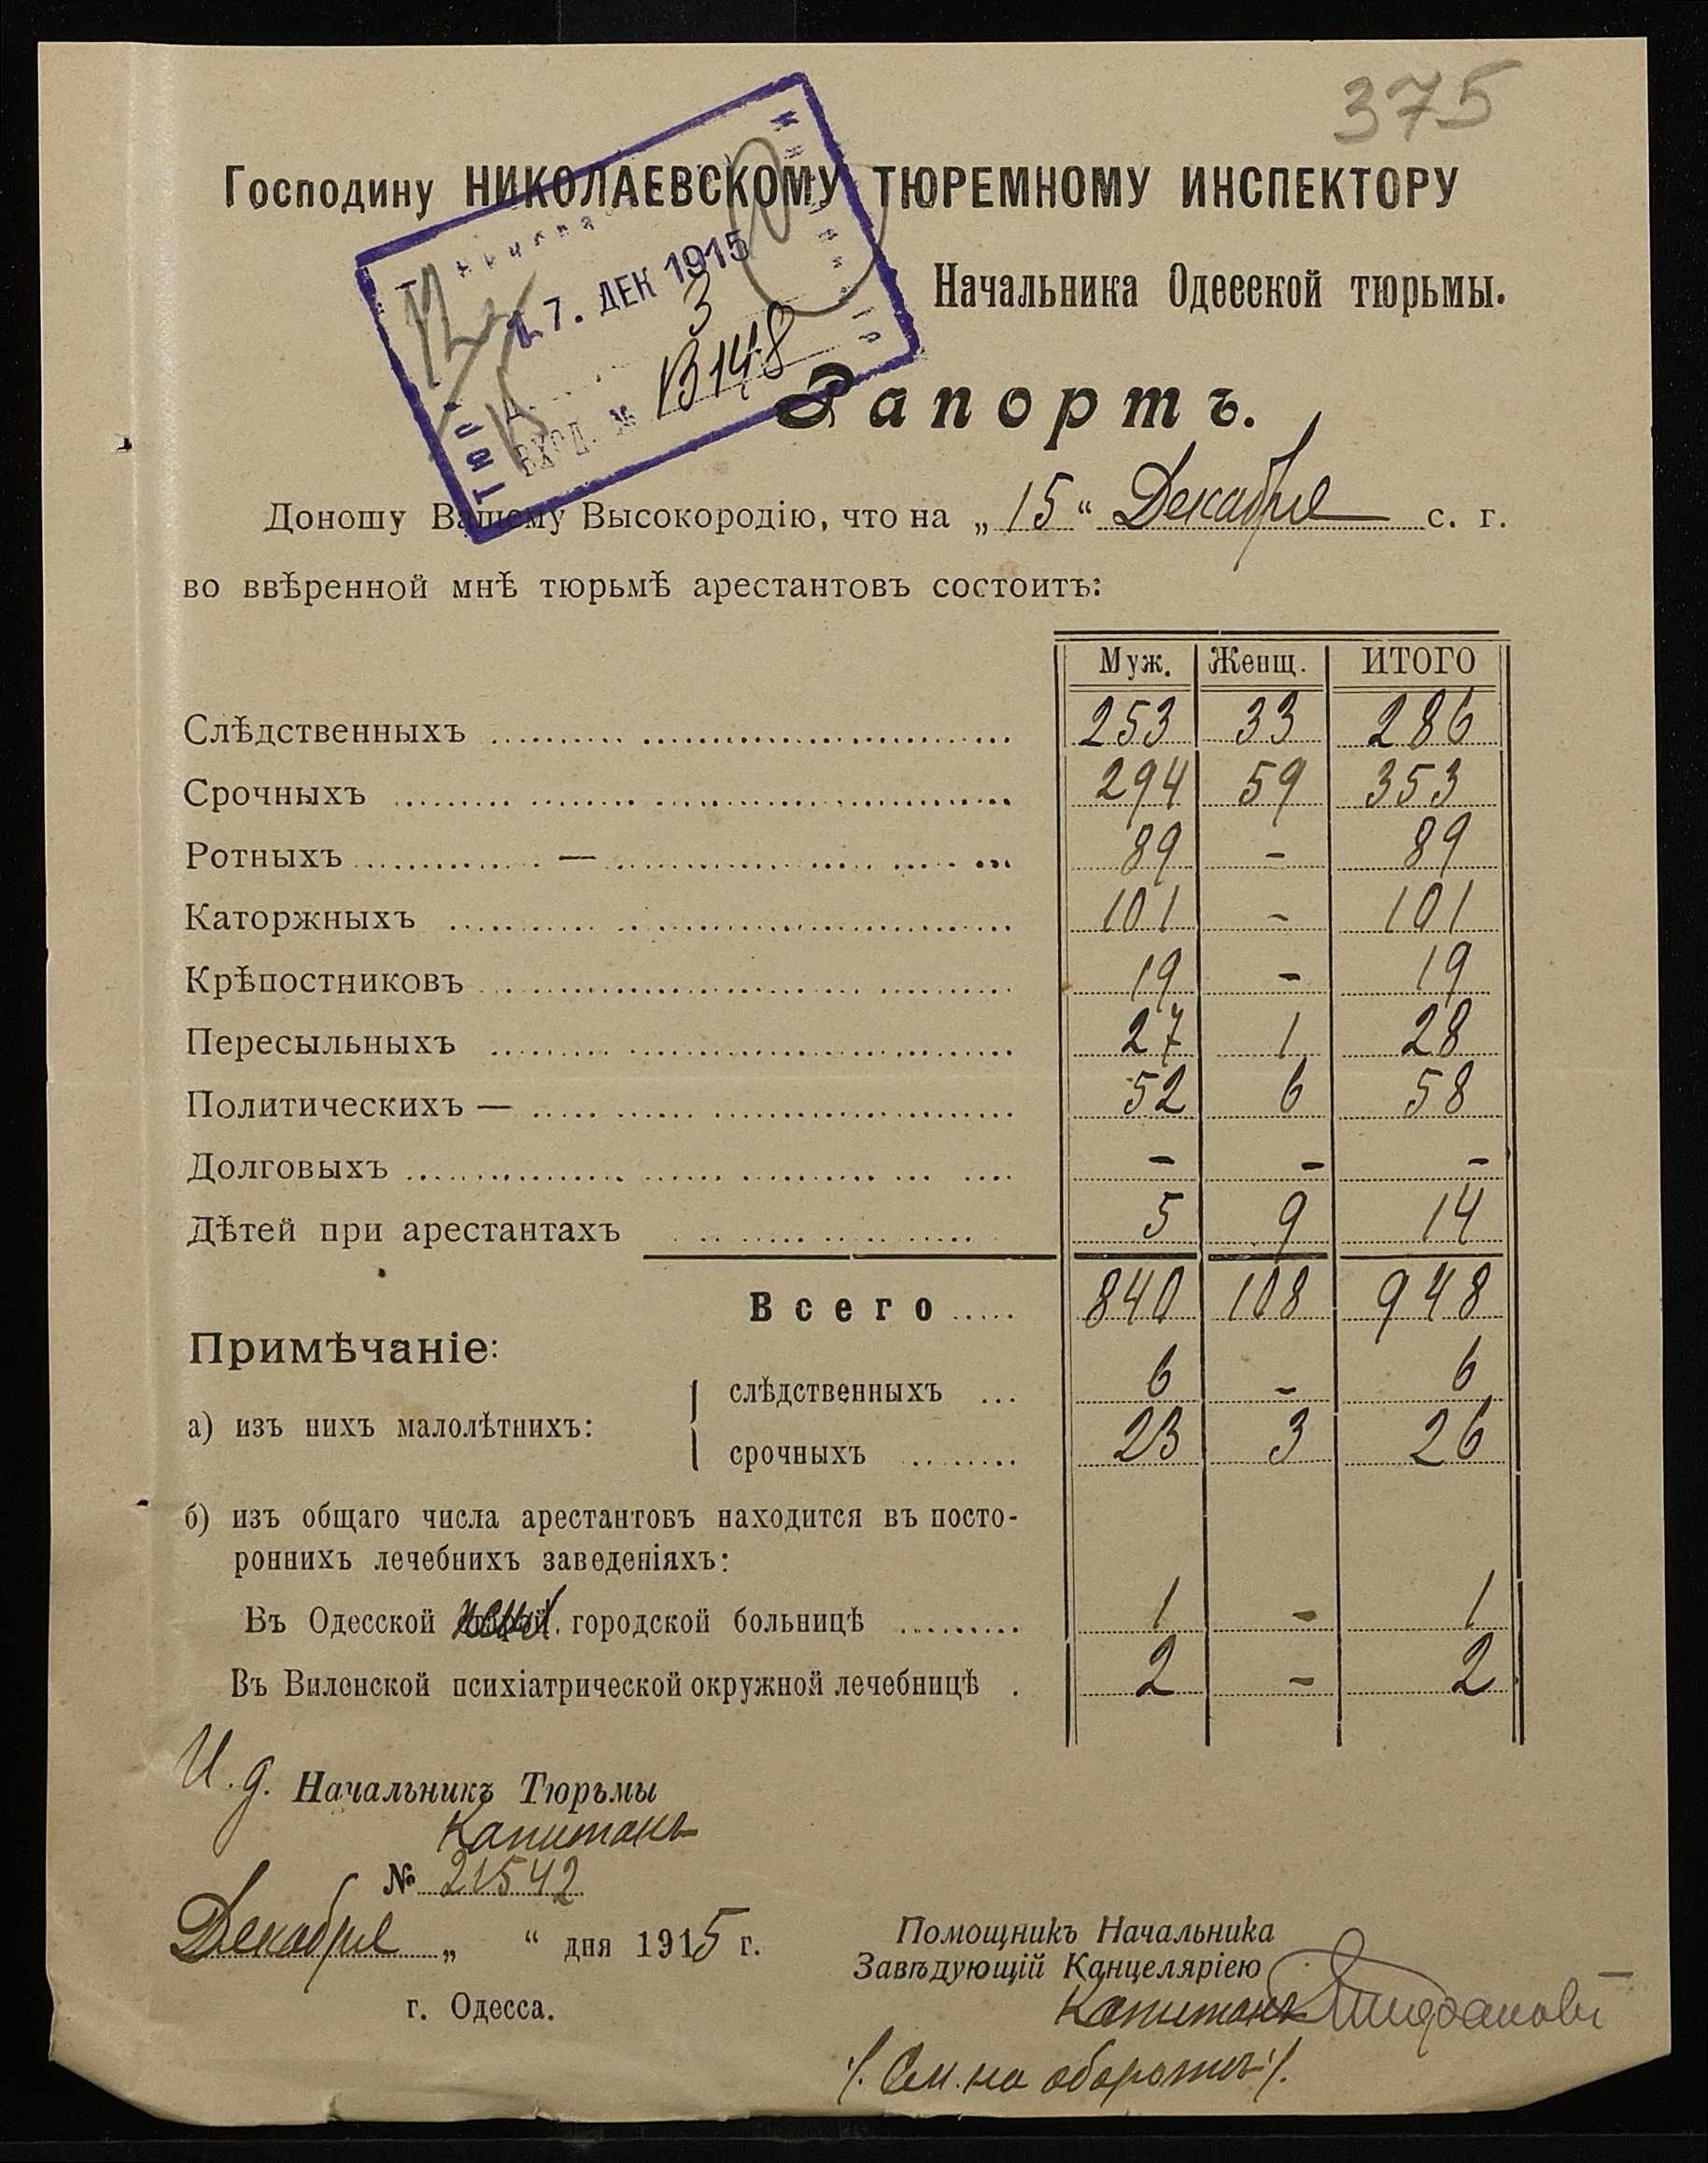 375
Господину НИКОЛАЕВСКОМУ ТЮРЕМНОМУ ИНСПЕКТОРУ
17. ДЕК 1915
ВХОД. №
Начальника Одесской тюрьмы.
Рапортъ.
Доношу Вашему Высокородію, что на „ 15 “ Декабря с. г.
во ввѣренной мнѣ тюрьмѣ арестантовъ состоитъ:
Муж. Женщ. ИТОГО
Слѣдственныхъ 253 33 286
Срочныхъ 294 59 353
Ротныхъ — 89 - 89
Каторжныхъ 101 - 101
Крѣпостниковъ 19 - 19
Пересыльныхъ 27 1 28
Политическихъ — 52 6 58
Долговыхъ - - -
Дѣтей при арестантахъ 5 9 14
Всего 840 108 948
Примѣчаніе:
а) изъ нихъ малолѣтнихъ:
слѣдственныхъ 6 - 6
срочныхъ 23 3 26
б) изъ общаго числа арестантовъ находится въ посто-
роннихъ лечебнихъ заведеніяхъ:
Въ Одесской городской больницѣ 1 - 1
Въ Виленской психіатрической окружной лечебницѣ 2 - 2
И. д. Начальникъ Тюрьмы
Капитанъ
№ 21542
Декабря „ “ дня 1915 г.
г. Одесса.
Помощникъ Начальника
Завѣдующій Канцеляріею
Капитанъ
/. См. на оборотѣ /.